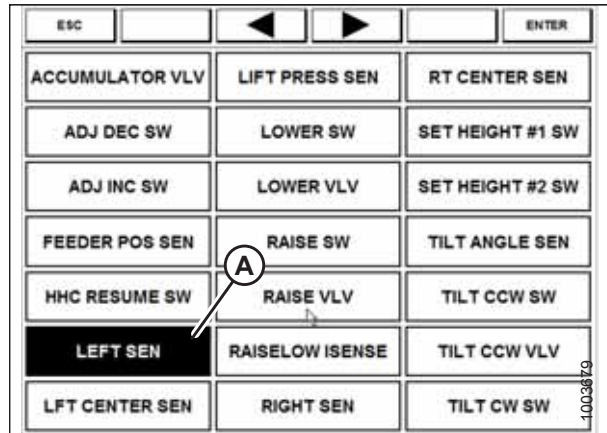 ESC ENTER
ACCUMULATOR VLV LIFT PRESS SEN RT CENTER SEN
ADJ DEC SW LOWER SW SET HEIGHT #1 SW
ADJ INC SW LOWER VLV SET HEIGHT #2 SW
FEEDER POS SEN RAISE SW TILT ANGLE SEN
A
HHC RESUME SW RAISE VLV TILT CCW SW
LEFT SEN RAISELOW ISENSE TILT CCW VLV
LFT CENTER SEN RIGHT SEN TILT CW SW
1003679